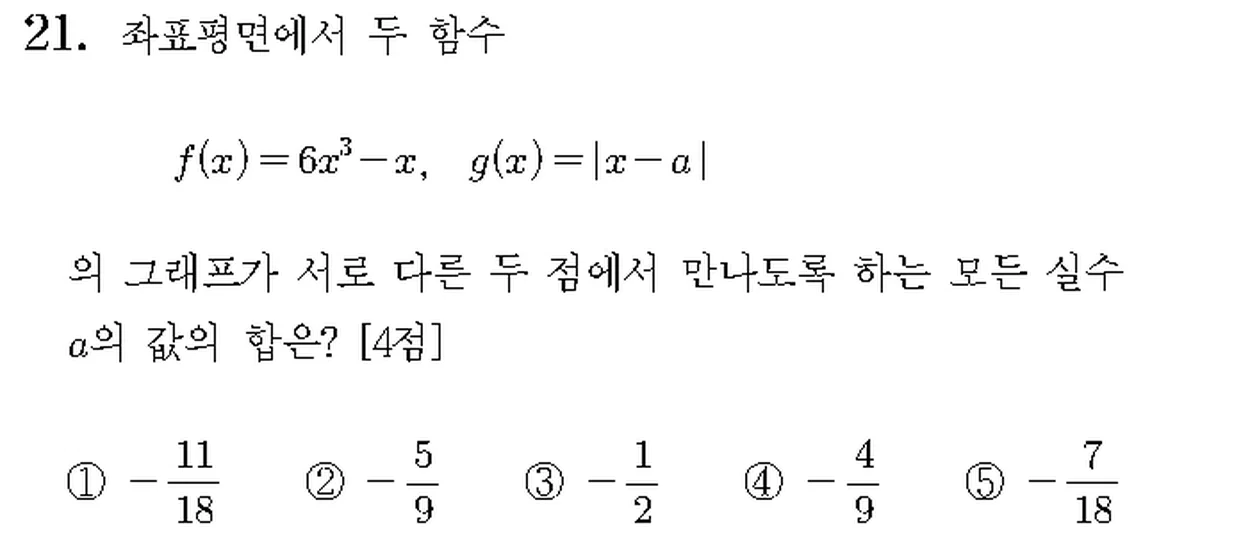 21. 좌표평면에서 두 함수
f(x)=6x³-x, g(x)=|x-a|
의 그래프가 서로 다른 두 점에서 만나도록 하는 모든 실수
a의 값의 합은? [4점]
① -11/18 ② -5/9 ③ -1/2 ④ -4/9 ⑤ -7/18